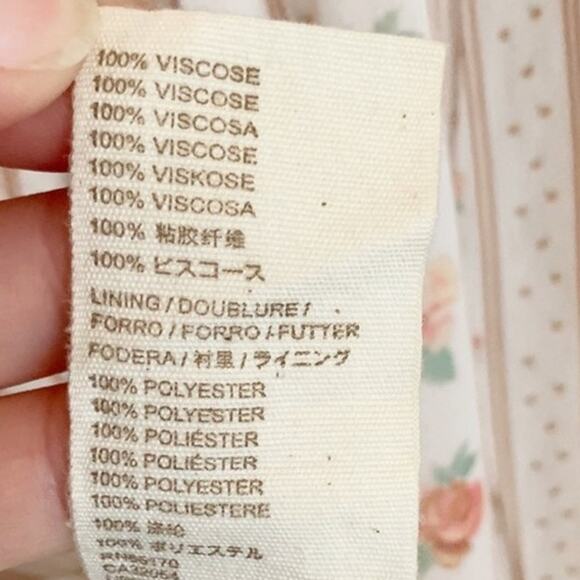 100% VISCOSE
100% VISCOSE
100% VISCOSA
100% VISCOSE
100% VISKOSE
100% VISCOSA
100% 粘胶纤维
100% ビスコース
LINING / DOUBLURE /
FORRO / FORRO / FUTTER
FODERA / 衬里 / ライニング
100% POLYESTER
100% POLYESTER
100% POLIÉSTER
100% POLIÉSTER
100% POLYESTER
100% POLIESTERE
100% 涤纶
100% ポリエステル